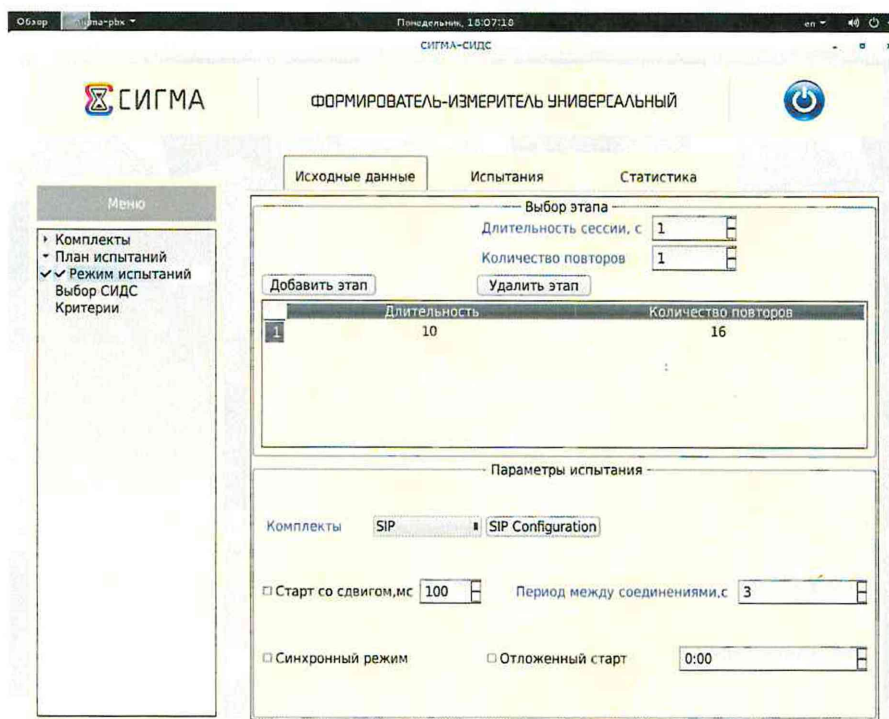 Обзор
Понедельник, 18:07:18
en
СИГМА-СИДС
СИГМА
ФОРМИРОВАТЕЛЬ-ИЗМЕРИТЕЛЬ УНИВЕРСАЛЬНЫЙ
Исходные данные Испытания Статистика
Меню
Комплекты
План испытаний
Режим испытаний
Выбор СИДС
Критерии
Выбор этапа
Длительность сессии, с 1
Количество повторов 1
Добавить этап Удалить этап
Длительность Количество повторов
1 10 16
Параметры испытания
Комплекты SIP SIP Configuration
Старт со сдвигом,мс 100 Период между соединениями,с 3
Синхронный режим Отложенный старт 0:00